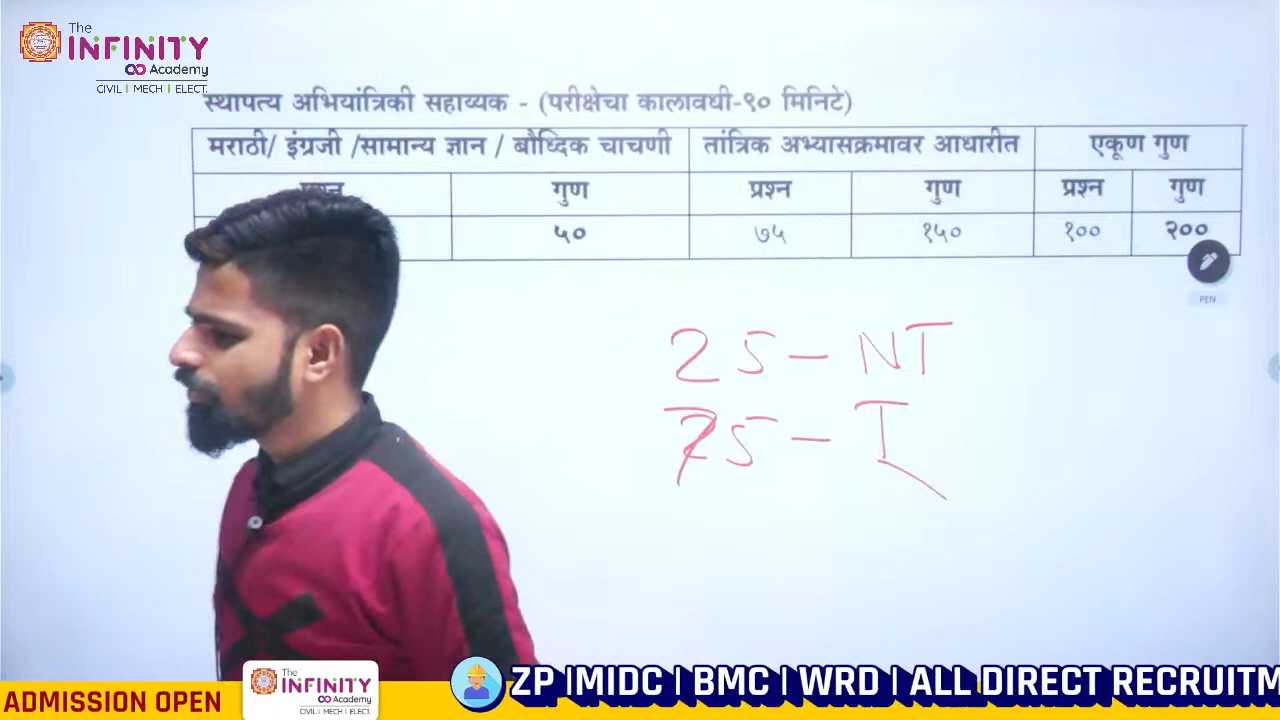 The
INFINITY
Academy
CIVIL | MECH | ELECT.
स्थापत्य अभियांत्रिकी सहाय्यक - (परीक्षेचा कालावधी-९० मिनिटे)
मराठी/ इंग्रजी /सामान्य ज्ञान / बौध्दिक चाचणी तांत्रिक अभ्यासक्रमावर आधारीत एकूण गुण
गुण प्रश्न गुण प्रश्न गुण
५० ७५ १५० १०० २००
PEN
25 - NT
75 - T
ADMISSION OPEN
The
INFINITY
Academy
CIVIL | MECH | ELECT.
ZP |MIDC | BMC | WRD | ALL DIRECT RECRUITM